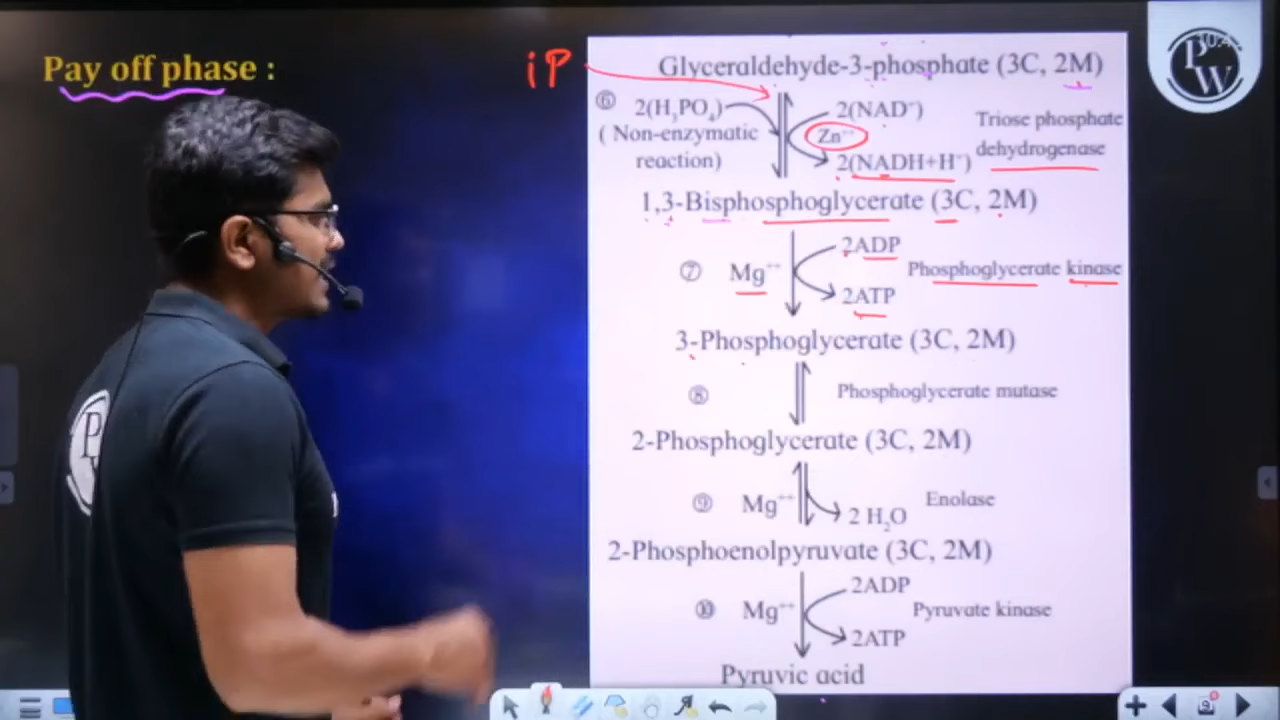 Pay off phase :
iP
Glyceraldehyde-3-phosphate (3C, 2M)
⑥ 2(H₃PO₄) 2(NAD⁺)
( Non-enzymatic reaction) Zn⁺⁺ Triose phosphate dehydrogenase
2(NADH+H⁺)
1,3-Bisphosphoglycerate (3C, 2M)
2ADP
⑦ Mg⁺⁺ Phosphoglycerate kinase
2ATP
3-Phosphoglycerate (3C, 2M)
⑧ Phosphoglycerate mutase
2-Phosphoglycerate (3C, 2M)
⑨ Mg⁺⁺ Enolase
2 H₂O
2-Phosphoenolpyruvate (3C, 2M)
2ADP
⑩ Mg⁺⁺ Pyruvate kinase
2ATP
Pyruvic acid
PW